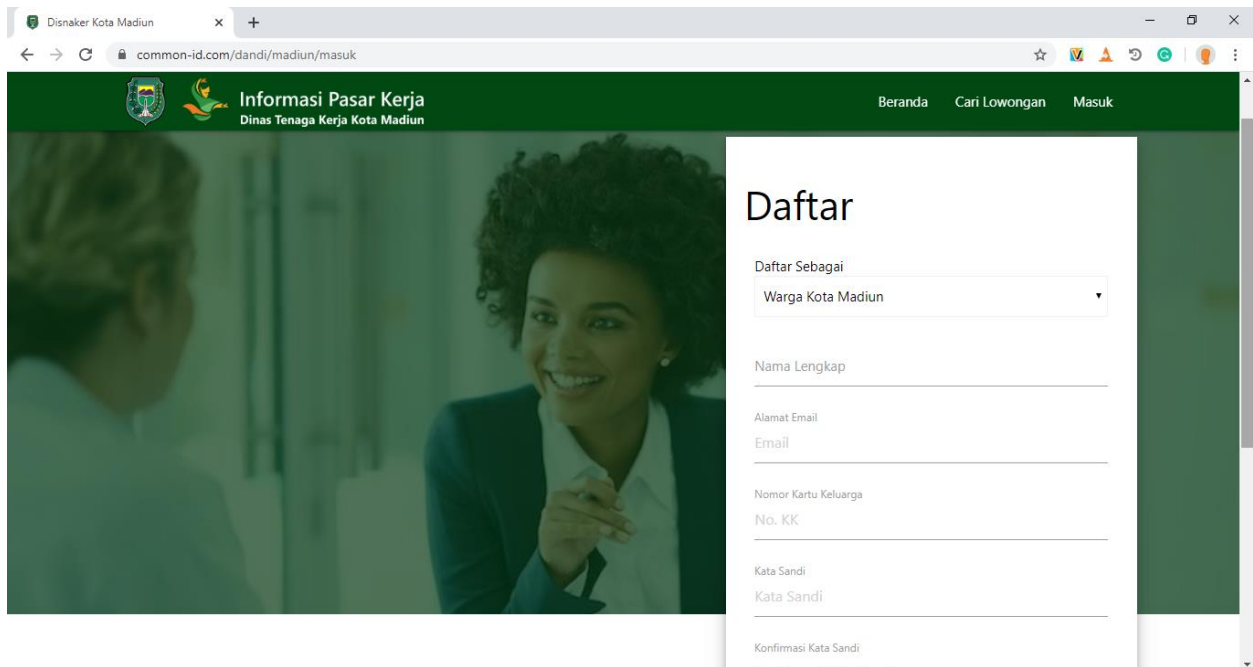 Disnaker Kota Madiun
common-id.com/dandi/madiun/masuk
Informasi Pasar Kerja
Dinas Tenaga Kerja Kota Madiun
Beranda Cari Lowongan Masuk
Daftar
Daftar Sebagai
Warga Kota Madiun
Nama Lengkap
Alamat Email
Email
Nomor Kartu Keluarga
No. KK
Kata Sandi
Kata Sandi
Konfirmasi Kata Sandi